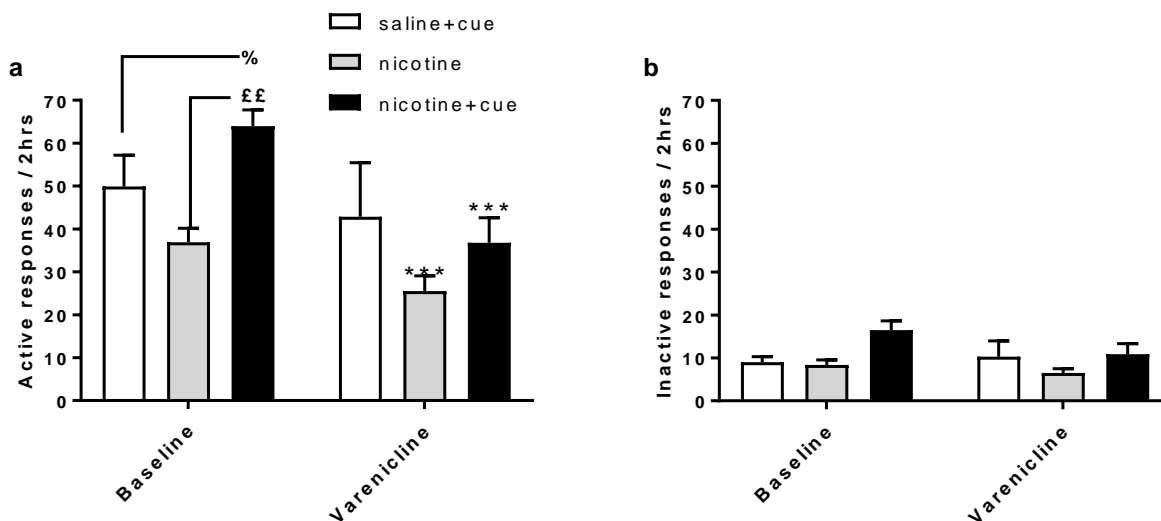 saline+cue
nicotine
nicotine+cue
a
%
££
Active responses / 2hrs
70
60
50
40
30
20
10
0
***
***
Baseline
Varenicline
b
Inactive responses / 2hrs
70
60
50
40
30
20
10
0
Baseline
Varenicline